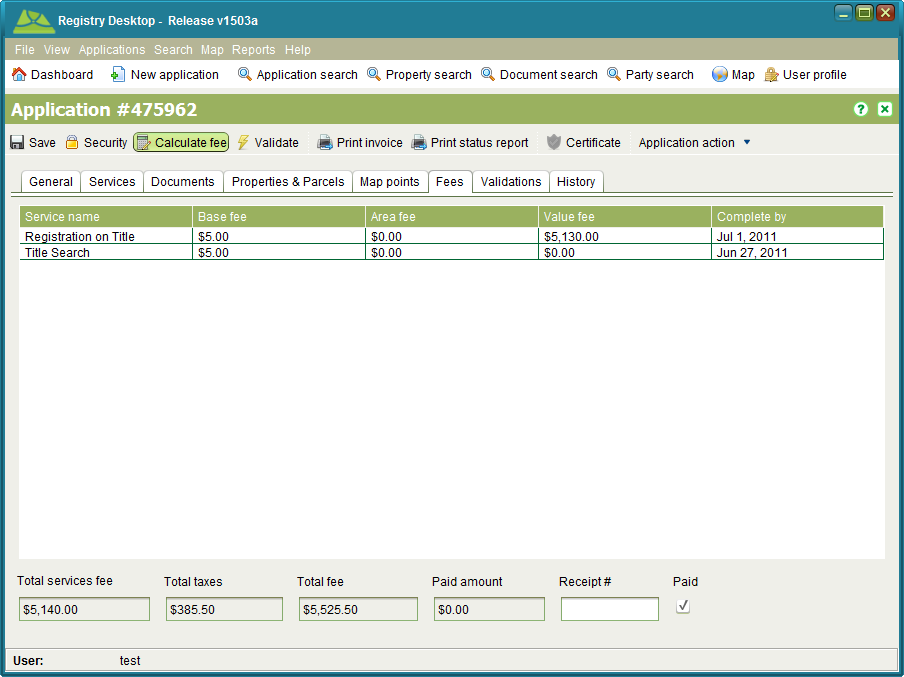 Registry Desktop - Release v1503a
File View Applications Search Map Reports Help
Dashboard New application Application search Property search Document search Party search Map User profile
Application #475962
Save Security Calculate fee Validate Print invoice Print status report Certificate Application action
General Services Documents Properties & Parcels Map points Fees Validations History
Service name Base fee Area fee Value fee Complete by
Registration on Title $5.00 $0.00 $5,130.00 Jul 1, 2011
Title Search $5.00 $0.00 $0.00 Jun 27, 2011
Total services fee Total taxes Total fee Paid amount Receipt # Paid
$5,140.00 $385.50 $5,525.50 $0.00
User: test